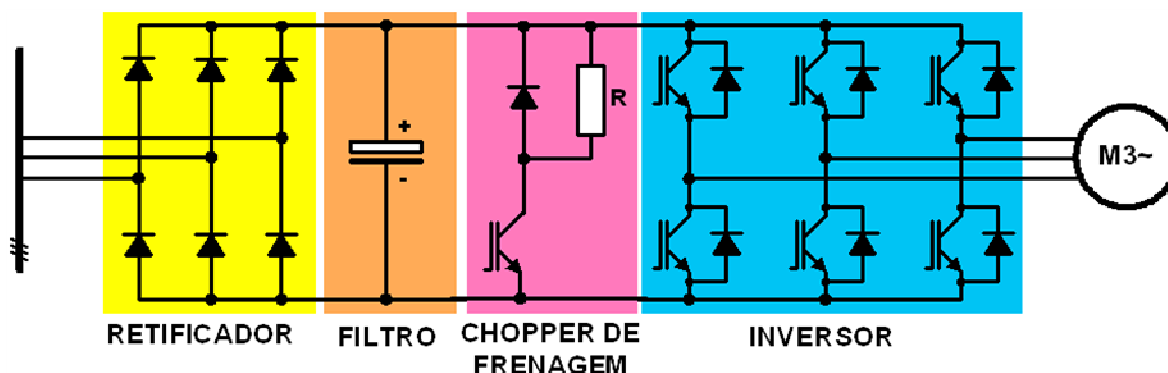 +
-
R
M3~
RETIFICADOR
FILTRO
CHOPPER DE
FRENAGEM
INVERSOR